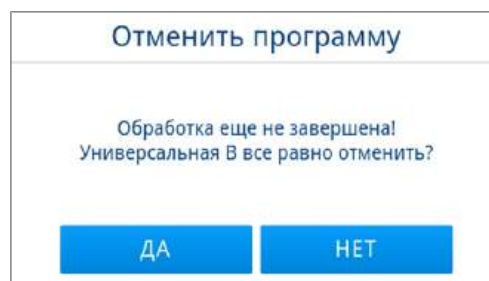 Отменить программу
Обработка еще не завершена!
Универсальная В все равно отменить?
ДА
НЕТ